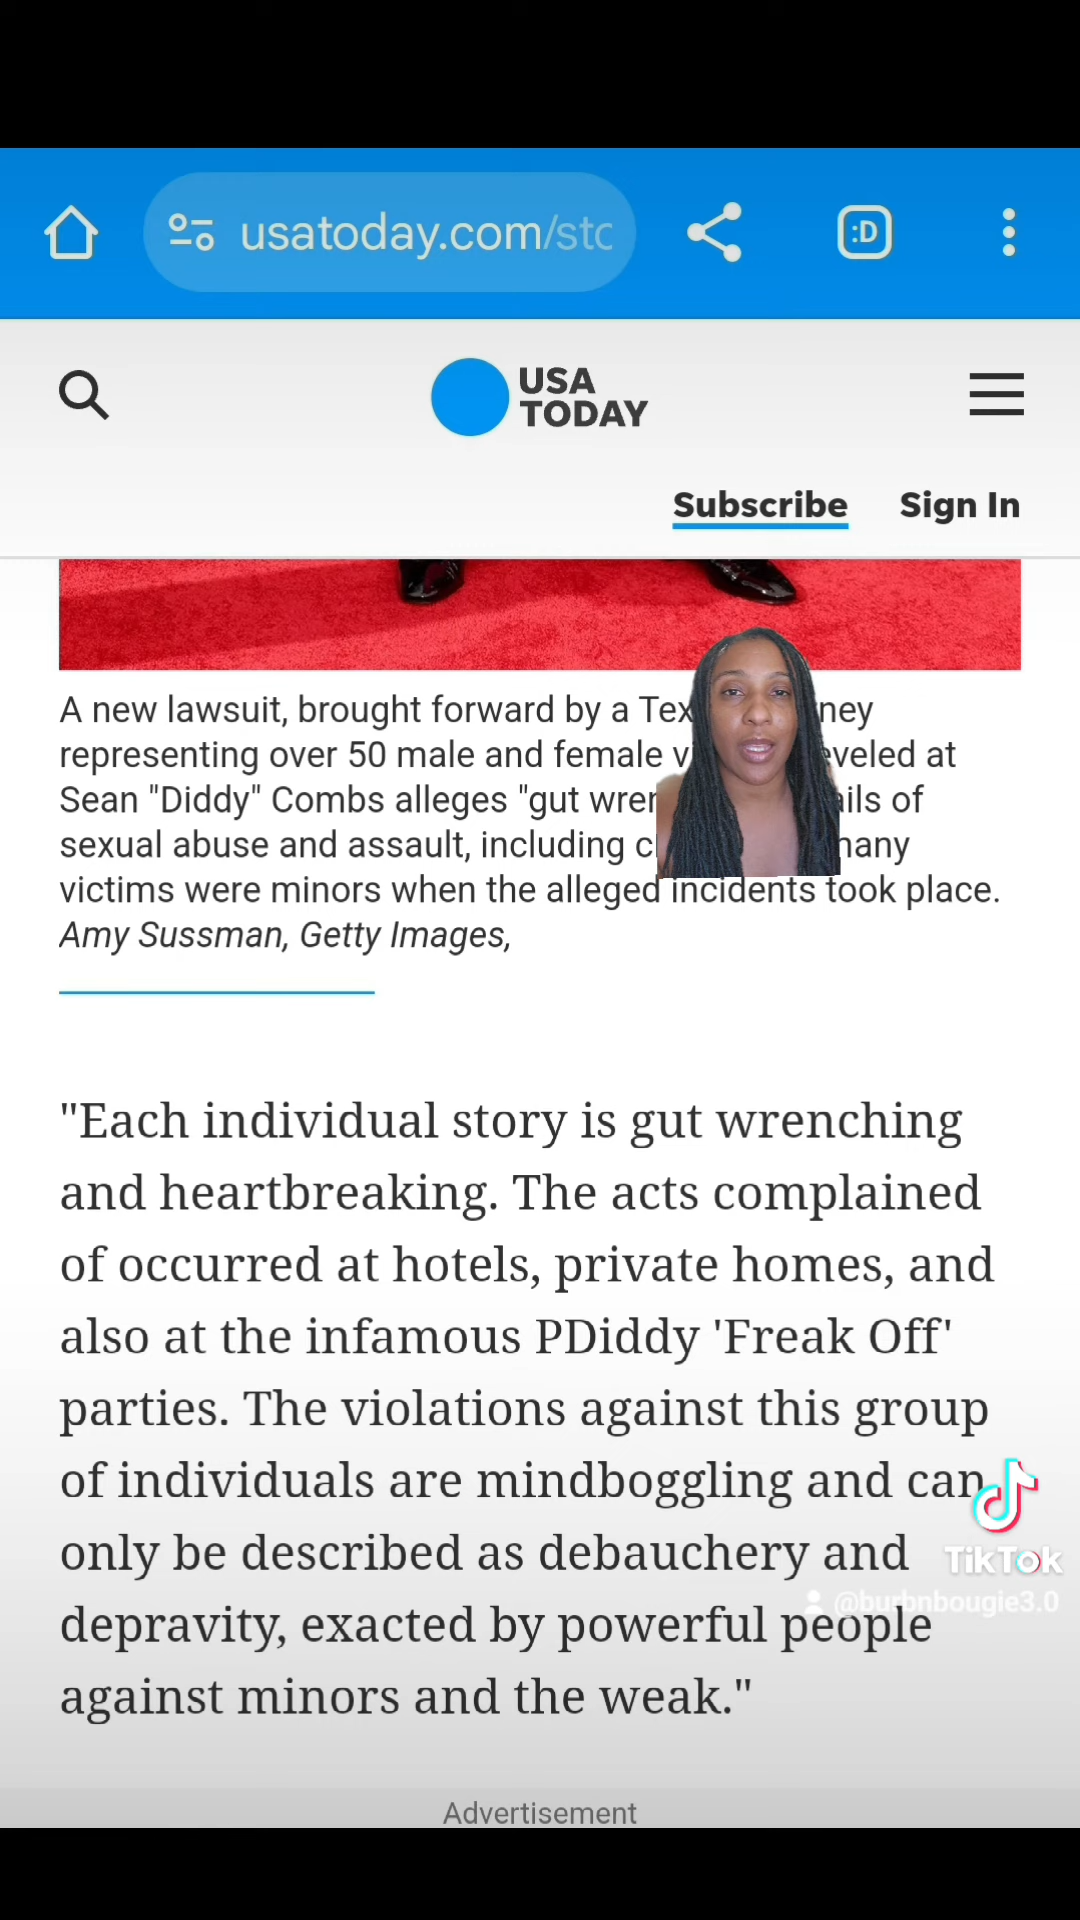 usatoday.com/sto
:D
USA
TODAY
Subscribe Sign In
A new lawsuit, brought forward by a
representing over 50 male and female
Sean "Diddy" Combs alleges "gut of
sexual abuse and assault, including
victims were minors when the alleged incidents took place.
Amy Sussman, Getty Images,
"Each individual story is gut wrenching
and heartbreaking. The acts complained
of occurred at hotels, private homes, and
also at the infamous PDiddy 'Freak Off'
parties. The violations against this group
of individuals are mindboggling and can
only be described as debauchery and
depravity, exacted by powerful people
against minors and the weak."
TikTok
@burbnbougie3.0
Advertisement